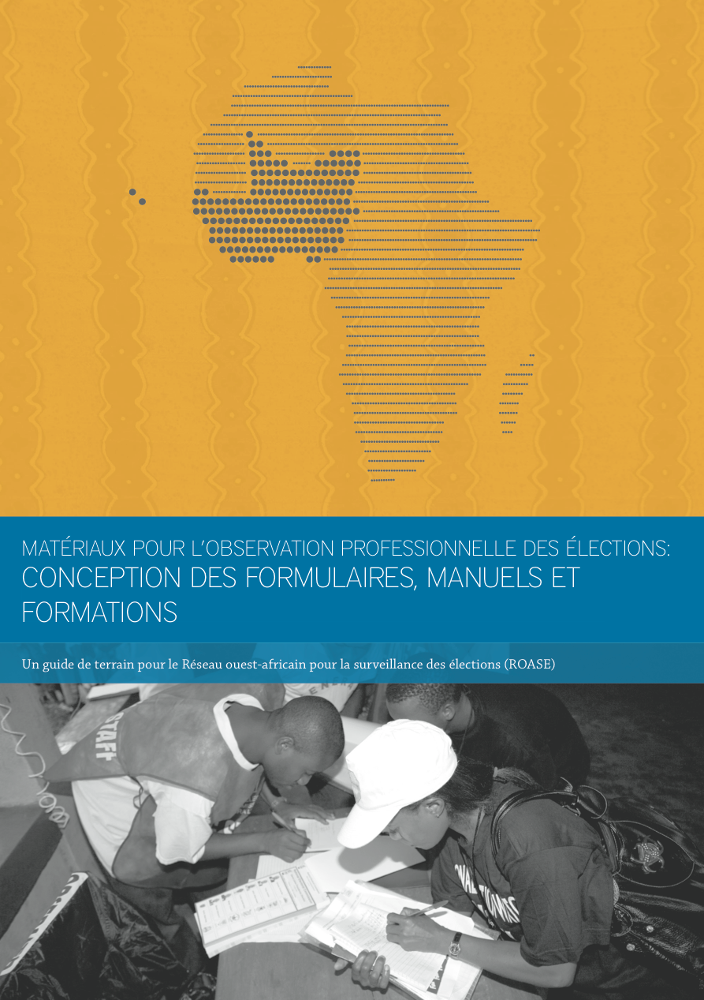 MATÉRIAUX POUR L'OBSERVATION PROFESSIONNELLE DES ÉLECTIONS:
CONCEPTION DES FORMULAIRES, MANUELS ET
FORMATIONS
Un guide de terrain pour le Réseau ouest-africain pour la surveillance des élections (ROASE)
STAFF